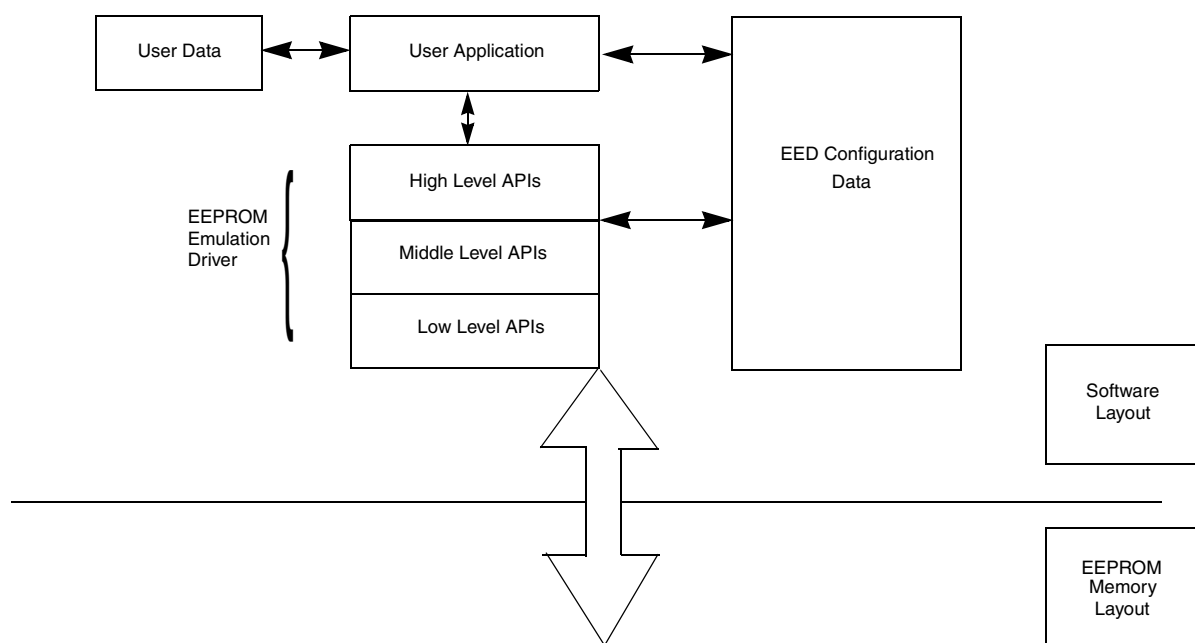 User Data
User Application
EED Configuration
Data
High Level APIs
EEPROM
Emulation
Driver
Middle Level APIs
Low Level APIs
Software
Layout
EEPROM
Memory
Layout